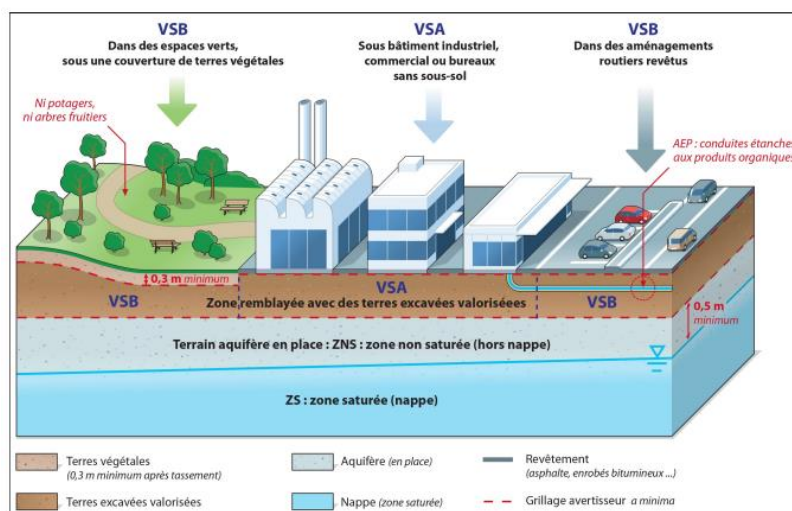 VSB
Dans des espaces verts,
sous une couverture de terres végétales
VSA
Sous bâtiment industriel,
commercial ou bureaux
sans sous-sol
VSB
Dans des aménagements
routiers revêtus
Ni potagers,
ni arbres fruitiers
AEP : conduites étanches
aux produits organiques
0,3 m minimum
VSB
VSA
VSB
Zone remblayée avec des terres excavées valorisées
0,5 m
minimum
Terrain aquifère en place : ZNS : zone non saturée (hors nappe)
ZS : zone saturée (nappe)
Terres végétales
(0,3 m minimum après tassement)
Aquifère (en place)
Revêtement
(asphalte, enrobés bitumineux ...)
Terres excavées valorisées
Nappe (zone saturée)
Grillage avertisseur a minima